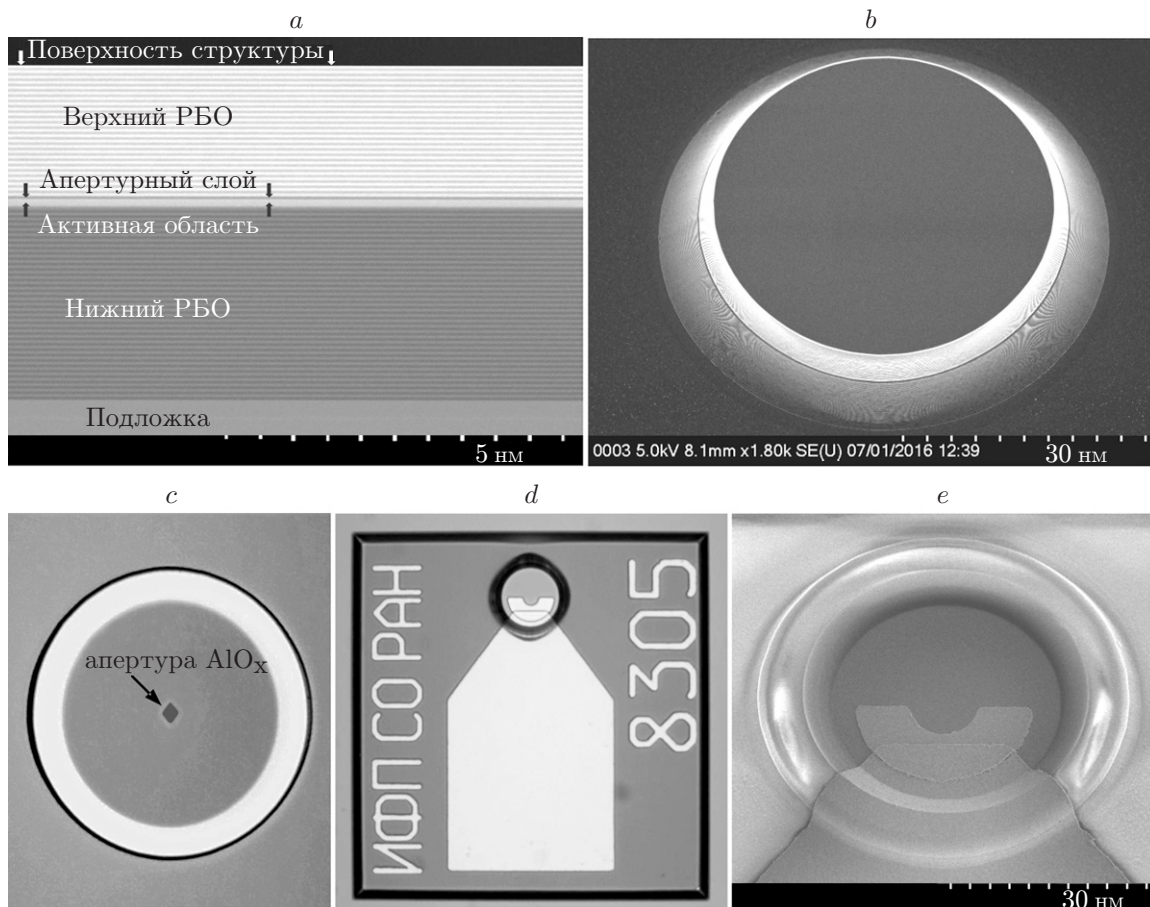 a
b
Поверхность структуры
Верхний РБО
Апертурный слой
Активная область
Нижний РБО
Подложка
5 нм
0003 5.0kV 8.1mm x1.80k SE(U) 07/01/2016 12:39
30 нм
c
d
e
апертура AlOx
ИФП СО РАН
8305
30 нм